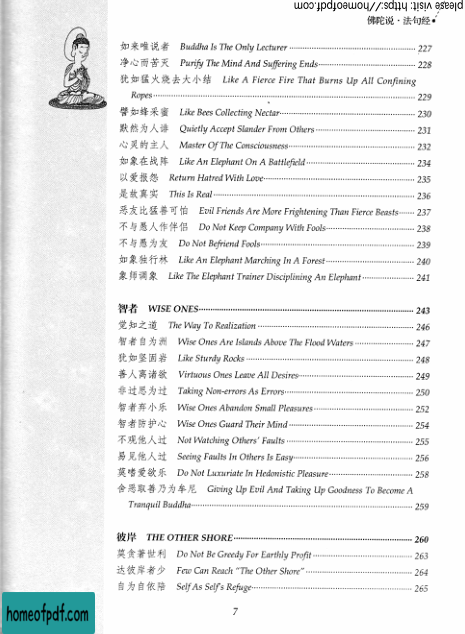 please visit: https://homeofpdf.com
佛陀说·法句经●
如来唯说者 Buddha Is The Only Lecturer 227
净心而苦灭 Purify The Mind And Suffering Ends 228
犹如猛火烧去大小结 Like A Fierce Fire That Burns Up All Confining
Ropes 229
譬如蜂采蜜 Like Bees Collecting Nectar 230
默然为人诽 Quietly Accept Slander From Others 231
心灵的主人 Master Of The Consciousness 232
如象在战阵 Like An Elephant On A Battlefield 234
以爱报怨 Return Hatred With Love 235
是故真实 This Is Real 236
恶友比猛兽可怕 Evil Friends Are More Frightening Than Fierce Beasts 237
不与愚人作伴侣 Do Not Keep Company With Fools 238
不与愚为友 Do Not Befriend Fools 239
如象独行林 Like An Elephant Marching In A Forest 240
象师调象 Like The Elephant Trainer Disciplining An Elephant 241
智者 WISE ONES 243
觉知之道 The Way To Realization 246
智者自为洲 Wise Ones Are Islands Above The Flood Waters 247
犹如坚固岩 Like Sturdy Rocks 248
善人离诸欲 Virtuous Ones Leave All Desires 249
非过思为过 Taking Non-errors As Errors 250
智者弃小乐 Wise Ones Abandon Small Pleasures 252
智者防护心 Wise Ones Guard Their Mind 254
不观他人过 Not Watching Others' Faults 255
易见他人过 Seeing Faults In Others Is Easy 256
莫嗜爱欲乐 Do Not Luxuriate In Hedonistic Pleasure 258
舍恶取善乃为牟尼 Giving Up Evil And Taking Up Goodness To Become A
Tranquil Buddha 259
彼岸 THE OTHER SHORE 260
莫贪著世利 Do Not Be Greedy For Earthly Profit 263
达彼岸者少 Few Can Reach "The Other Shore" 264
自为自依怙 Self As Self's Refuge 265
7
homeofpdf.com